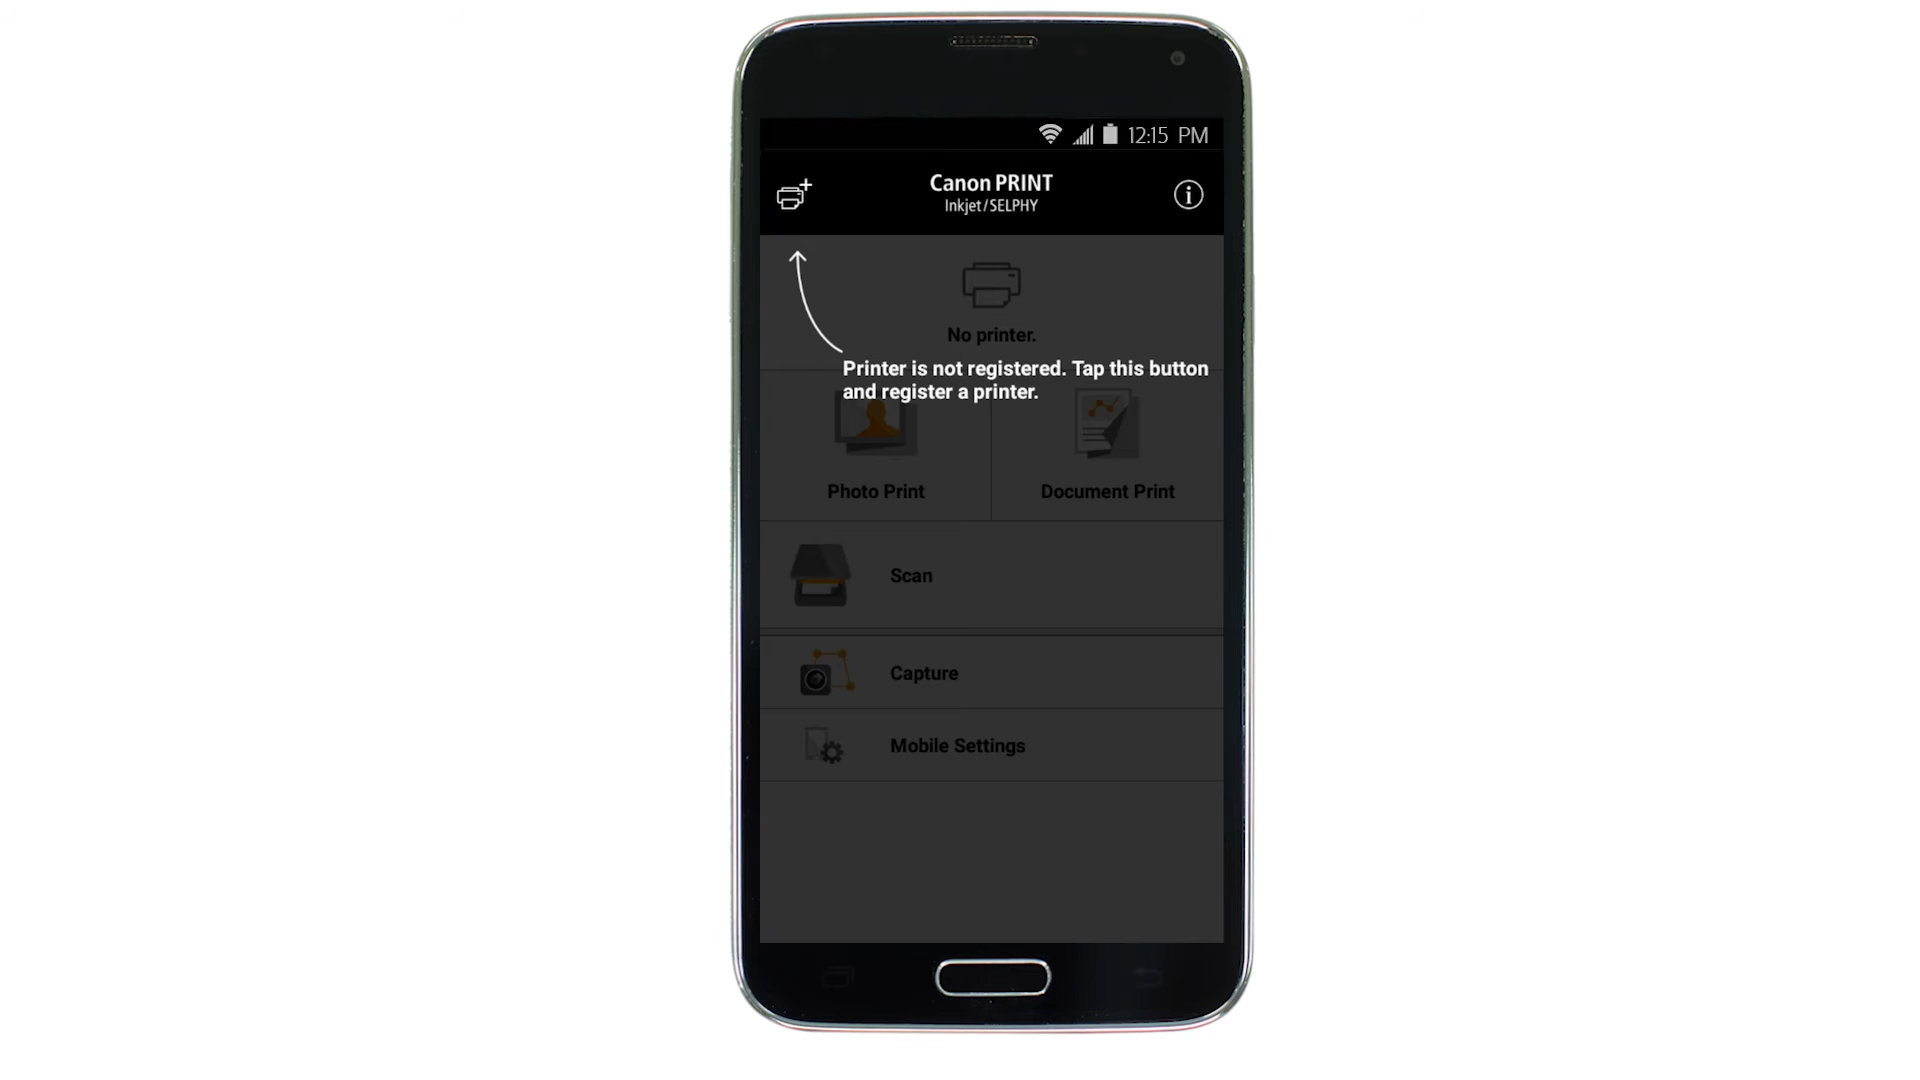 12:15 PM
Canon PRINT
Inkjet/SELPHY
No printer.
Printer is not registered. Tap this button
and register a printer.
Photo Print
Document Print
Scan
Capture
Mobile Settings